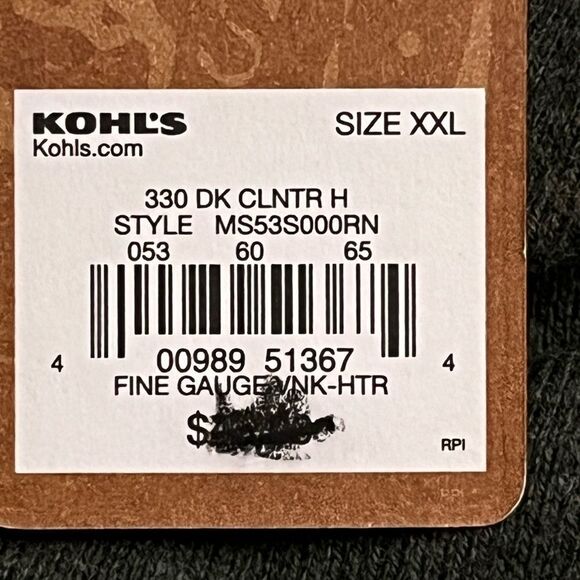 KOHL'S SIZE XXL
Kohls.com
330 DK CLNTR H
STYLE MS53S000RN
053 60 65
4 00989 51367 4
FINE GAUGE VNK-HTR
$
RPI